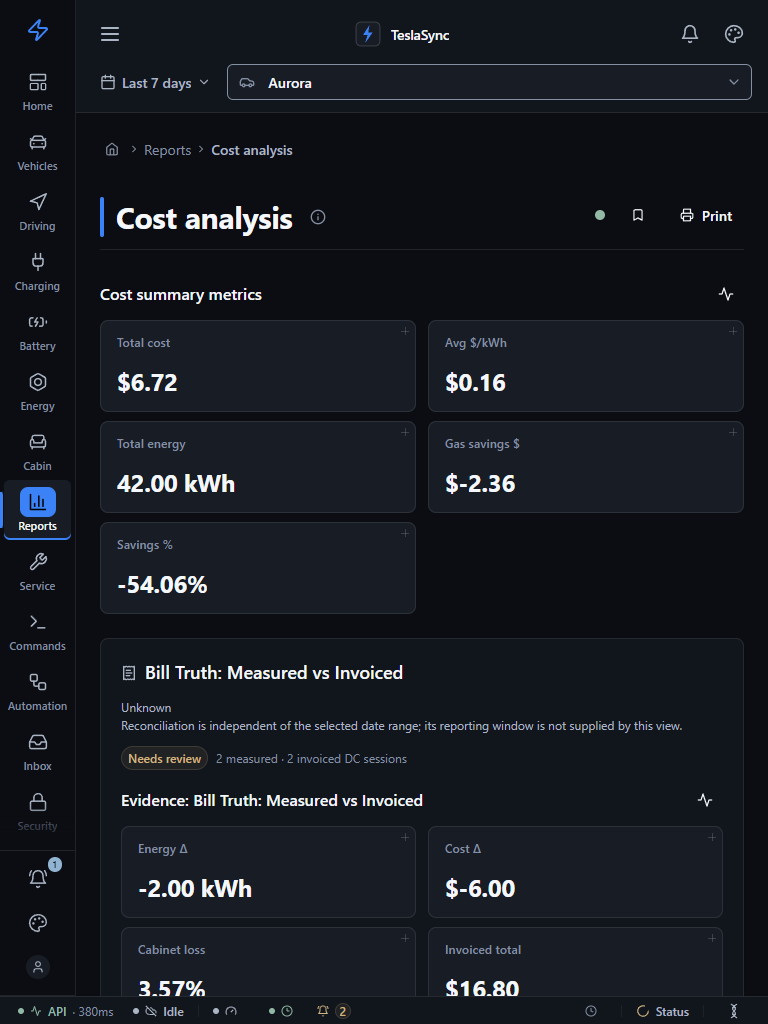 TeslaSync
Last 7 days
Aurora
Home
Vehicles
Driving
Charging
Battery
Energy
Cabin
Reports
Service
Commands
Automation
Inbox
Security
1
Reports
Cost analysis
Cost analysis
Print
Cost summary metrics
Total cost
$6.72
Avg $/kWh
$0.16
Total energy
42.00 kWh
Gas savings $
$-2.36
Savings %
-54.06%
Bill Truth: Measured vs Invoiced
Unknown
Reconciliation is independent of the selected date range; its reporting window is not supplied by this view.
Needs review 2 measured · 2 invoiced DC sessions
Evidence: Bill Truth: Measured vs Invoiced
Energy Δ
-2.00 kWh
Cost Δ
$-6.00
Cabinet loss
3.57%
Invoiced total
$16.80
API · 380ms Idle 2 Status